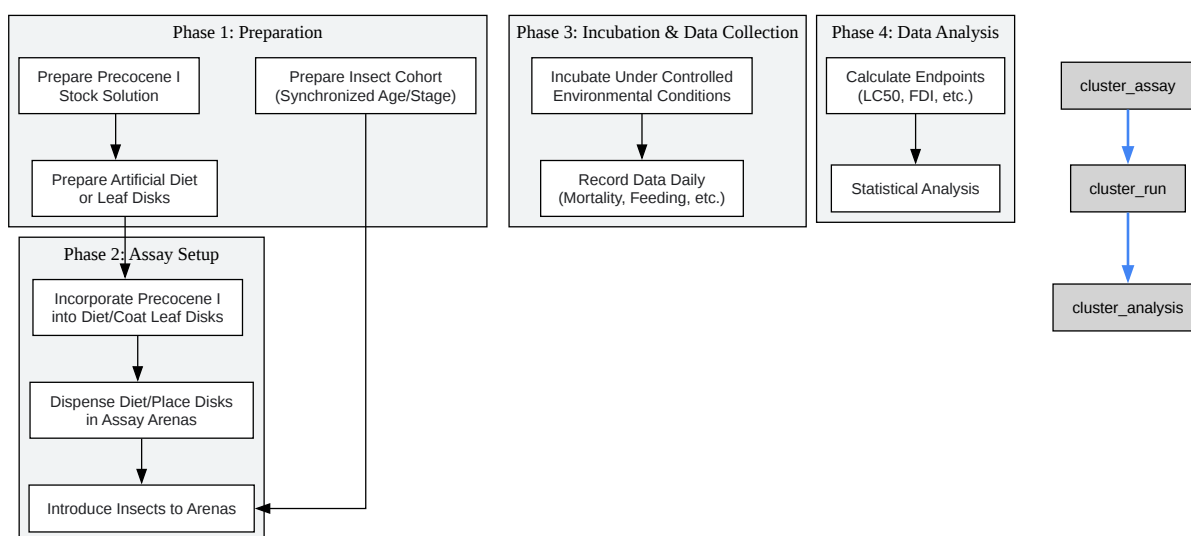 Phase 1: Preparation
Prepare Precocene I
Stock Solution
Prepare Insect Cohort
(Synchronized Age/Stage)
Prepare Artificial Diet
or Leaf Disks
Phase 2: Assay Setup
Incorporate Precocene I
into Diet/Coat Leaf Disks
Dispense Diet/Place Disks
in Assay Arenas
Introduce Insects to Arenas
Phase 3: Incubation & Data Collection
Incubate Under Controlled
Environmental Conditions
Record Data Daily
(Mortality, Feeding, etc.)
Phase 4: Data Analysis
Calculate Endpoints
(LC50, FDI, etc.)
Statistical Analysis
cluster_assay
cluster_run
cluster_analysis